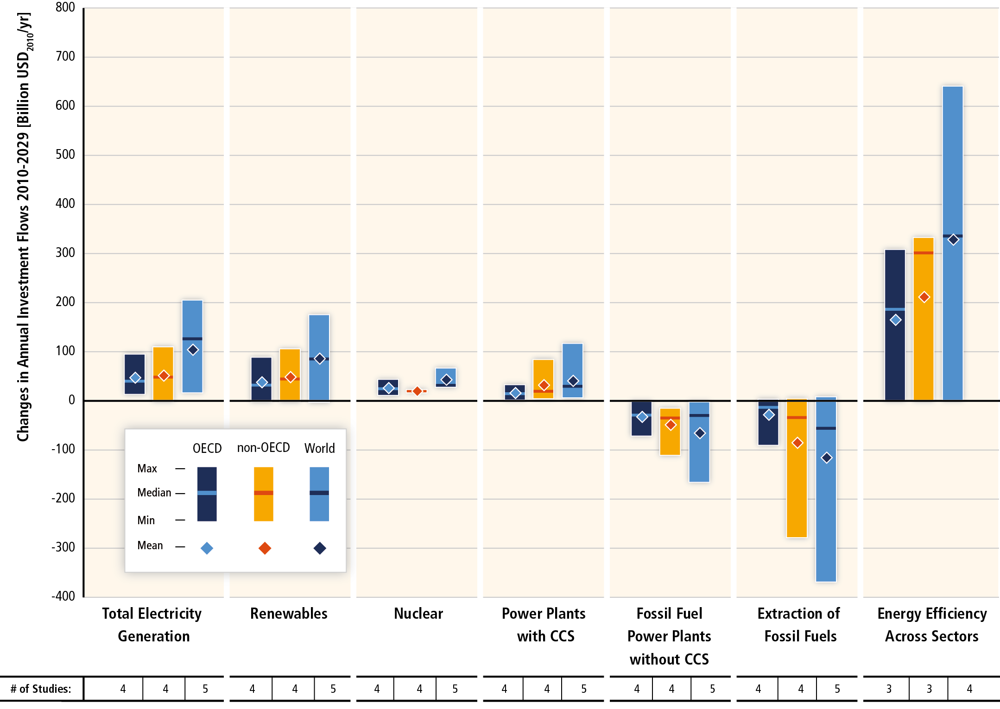 Changes in Annual Investment Flows 2010-2029 [Billion USD2010/yr]
800
700
600
500
400
300
200
100
0
-100
-200
-300
-400
OECD non-OECD World
Max
Median
Min
Mean
Total Electricity
Generation
Renewables
Nuclear
Power Plants
with CCS
Fossil Fuel
Power Plants
without CCS
Extraction of
Fossil Fuels
Energy Efficiency
Across Sectors
# of Studies: 4 4 5 4 4 5 4 4 5 4 4 5 4 4 5 4 4 5 3 3 4